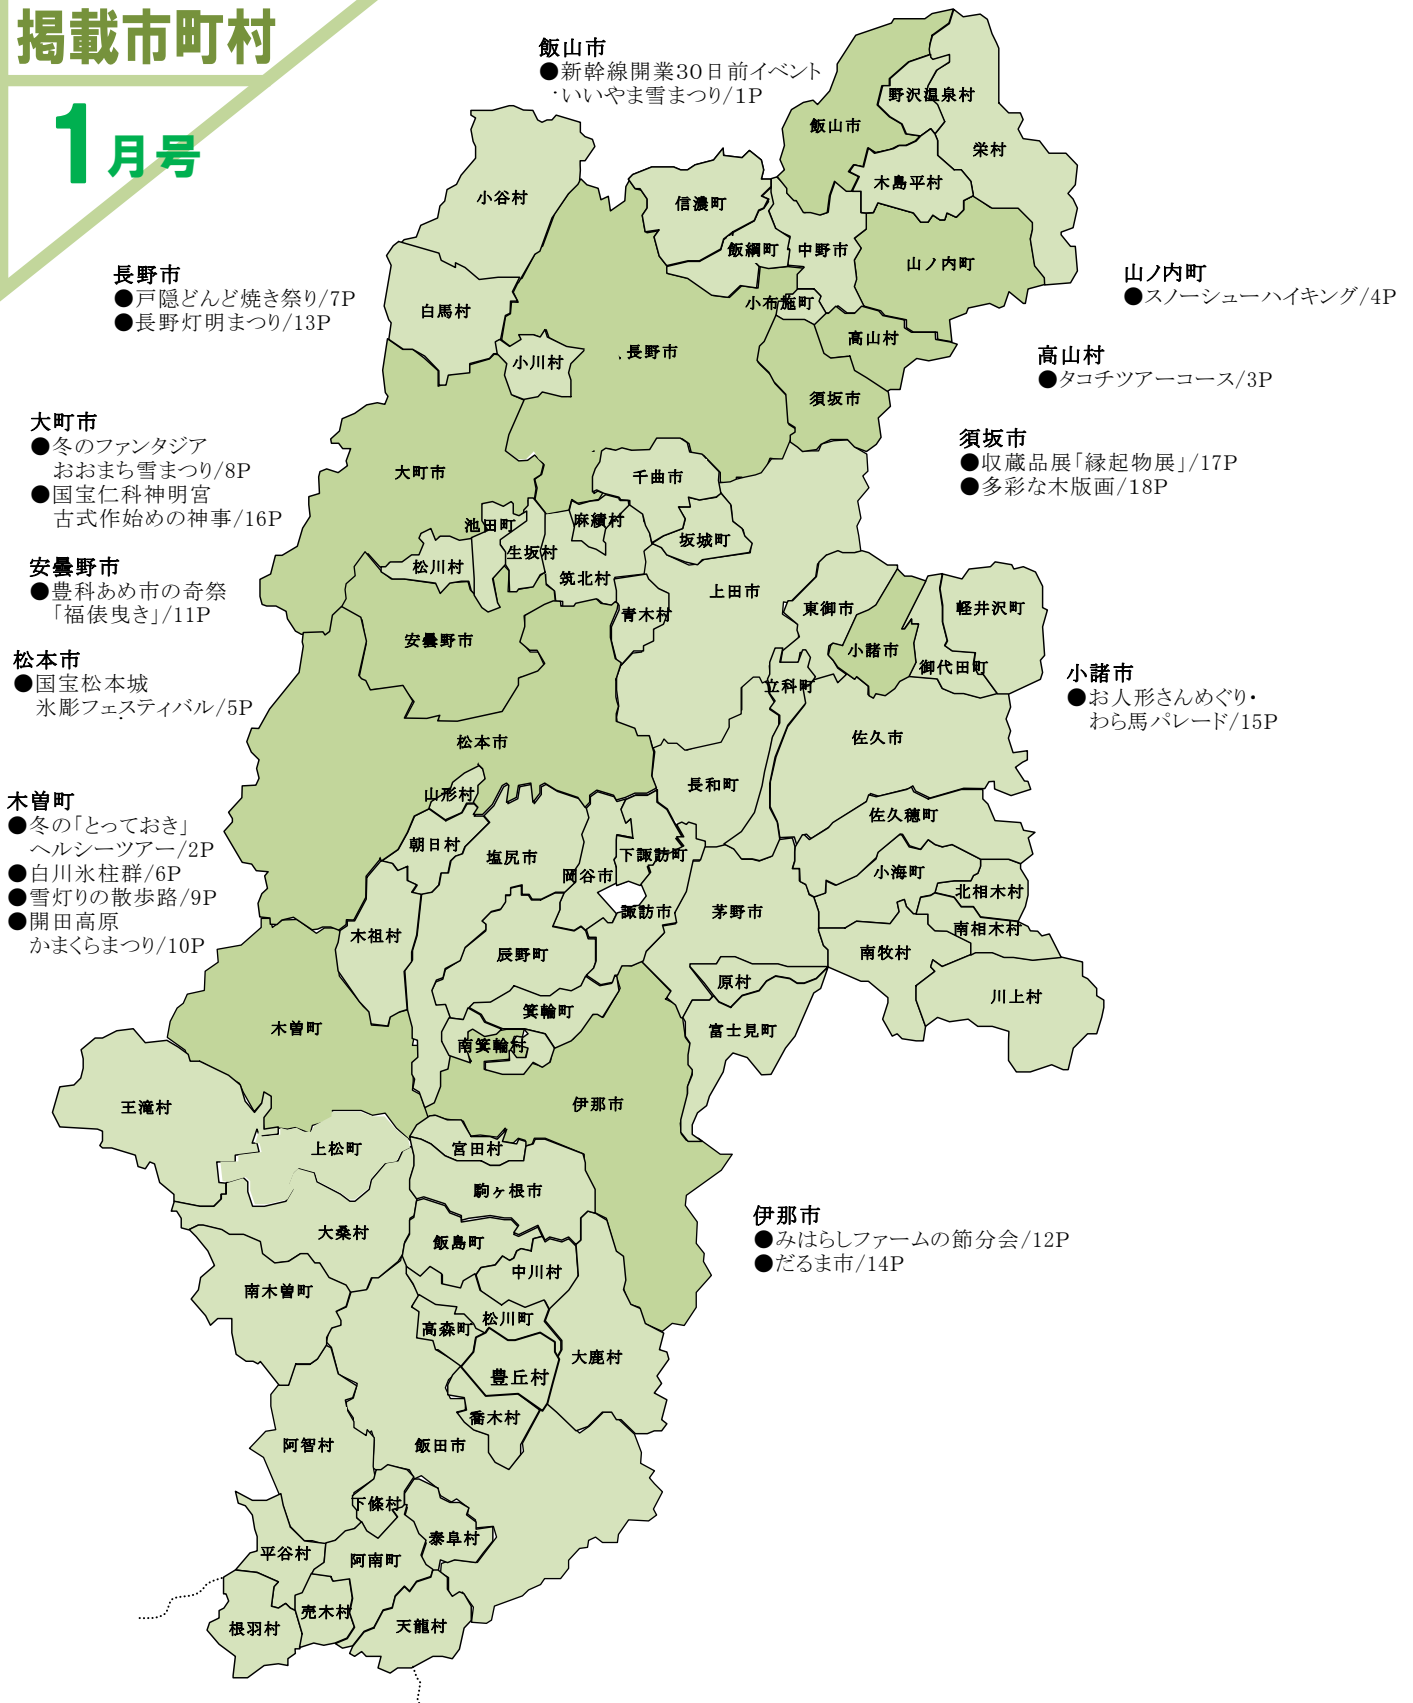 掲載市町村
1月号
飯山市
●新幹線開業30日前イベント
・いいやま雪まつり/1P
長野市
●戸隠どんど焼き祭り/7P
●長野灯明まつり/13P
大町市
●冬のファンタジア
おおまち雪まつり/8P
●国宝仁科神明宮
古式作始めの神事/16P
安曇野市
●豊科あめ市の奇祭
「福俵曳き」/11P
松本市
●国宝松本城
氷彫フェスティバル/5P
木曽町
●冬の「とっておき」
ヘルシーツアー/2P
●白川氷柱群/6P
●雪灯りの散歩路/9P
●開田高原
かまくらまつり/10P
山ノ内町
●スノーシューハイキング/4P
高山村
●タコチツアーコース/3P
須坂市
●収蔵品展「縁起物展」/17P
●多彩な木版画/18P
小諸市
●お人形さんめぐり・
わら馬パレード/15P
伊那市
●みはらしファームの節分会/12P
●だるま市/14P
野沢温泉村
飯山市
栄村
木島平村
小谷村
信濃町
飯綱町
中野市
山ノ内町
白馬村
小布施町
高山村
小川村
長野市
須坂市
大町市
千曲市
池田町
麻績村
坂城町
生坂村
松川村
筑北村
上田市
青木村
東御市
軽井沢町
安曇野市
小諸市
御代田町
立科町
松本市
佐久市
長和町
山形村
佐久穂町
朝日村
塩尻市
下諏訪町
岡谷市
小海町
北相木村
諏訪市
茅野市
木祖村
南相木村
辰野町
南牧村
原村
川上村
箕輪町
木曽町
富士見町
南箕輪村
王滝村
伊那市
上松町
宮田村
駒ヶ根市
大桑村
飯島町
中川村
南木曽町
松川町
高森町
大鹿村
豊丘村
喬木村
阿智村
飯田市
下條村
泰阜村
平谷村
阿南町
売木村
根羽村
天龍村